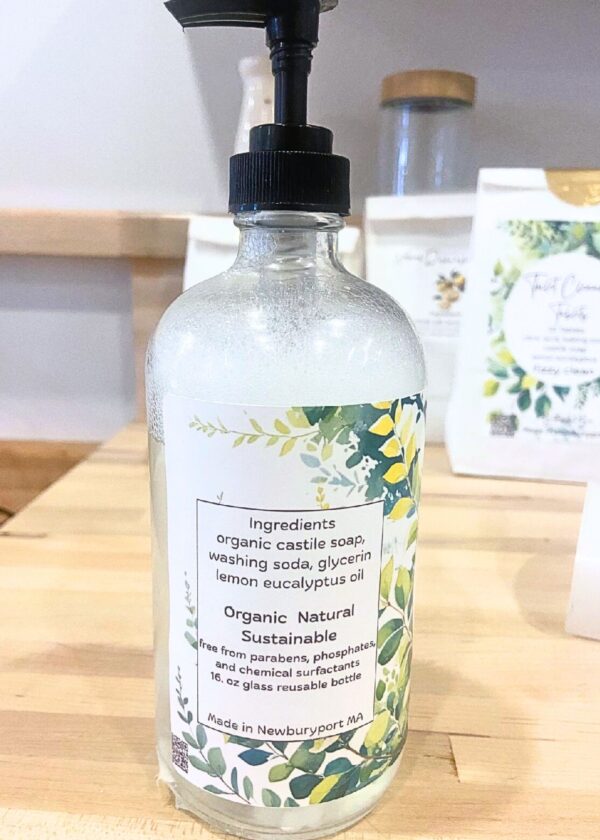 Ingredients
organic castile soap,
washing soda, glycerin
lemon eucalyptus oil
Organic Natural
Sustainable
free from parabens, phosphates,
and chemical surfactants
16. oz glass reusable bottle
Made in Newburyport MA